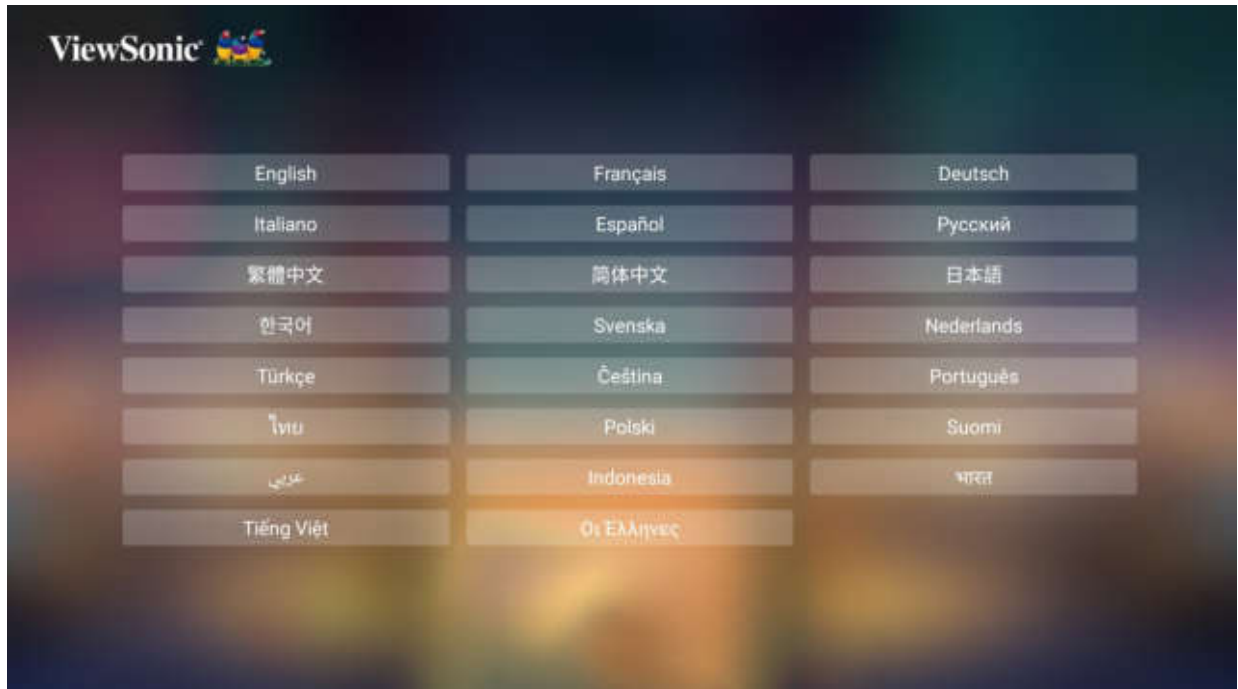 ViewSonic
English Français Deutsch
Italiano Español Русский
繁體中文 简体中文 日本語
한국어 Svenska Nederlands
Türkçe Čeština Português
ไทย Polski Suomi
عربي Indonesia भारत
Tiếng Việt Οι Έλληνες